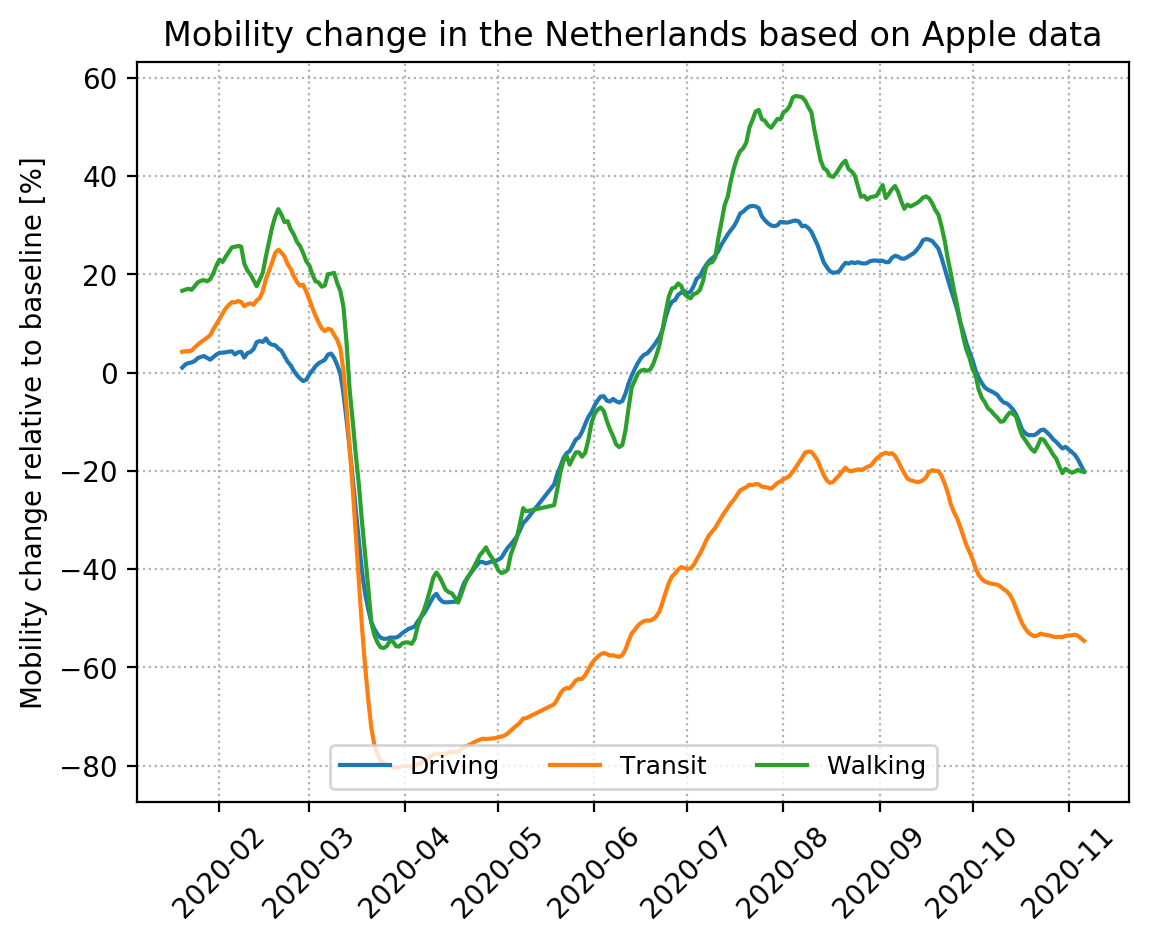 Mobility change in the Netherlands based on Apple data
Mobility change relative to baseline [%]
60
40
20
0
−20
−40
−60
−80
Driving Transit Walking
2020-02 2020-03 2020-04 2020-05 2020-06 2020-07 2020-08 2020-09 2020-10 2020-11